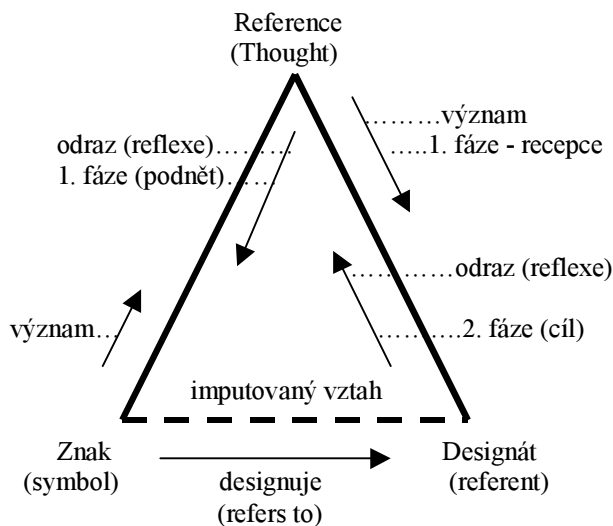 Reference
(Thought)
………význam
…..1. fáze - recepce
odraz (reflexe)………
1. fáze (podnět)……
…………odraz (reflexe)
význam…
……….2. fáze (cíl)
imputovaný vztah
Znak
(symbol)
designuje
(refers to)
Designát
(referent)